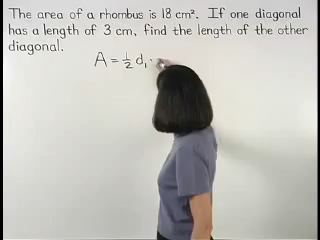 The area of a rhombus is 18 cm². If one diagonal
has a length of 3 cm, find the length of the other
diagonal.
A = ½ d₁ ·